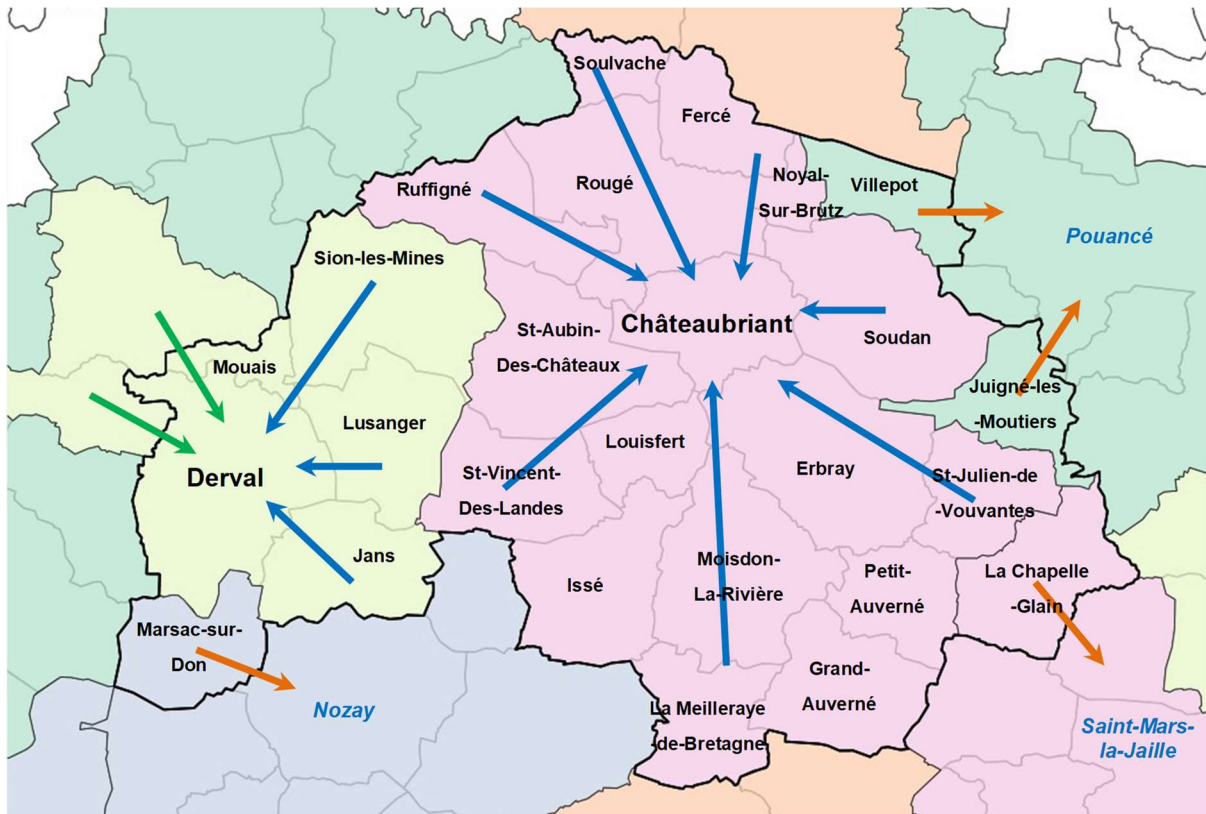 Soulvache
Fercé
Ruffigné
Rougé
Noyal-
Sur-Brutz
Villepot
Pouancé
Sion-les-Mines
Châteaubriant
St-Aubin-
Des-Châteaux
Soudan
Mouais
Juigné-les
-Moutiers
Lusanger
Louisfert
Erbray
Derval
St-Vincent-
Des-Landes
St-Julien-de
-Vouvantes
Jans
Issé
Moisdon-
La-Rivière
Petit-
Auverné
La Chapelle
-Glain
Marsac-sur-
Don
Grand-
Auverné
Nozay
La Meilleraye
-de-Bretagne
Saint-Mars-
la-Jaille